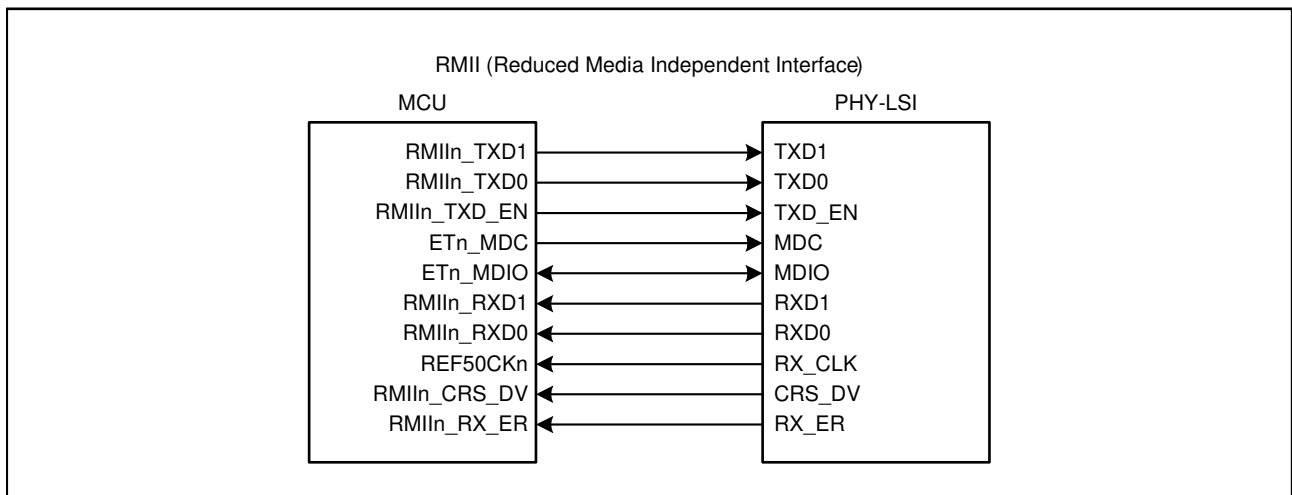 RMII (Reduced Media Independent Interface)
MCU PHY-LSI
RMIIn_TXD1 TXD1
RMIIn_TXD0 TXD0
RMIIn_TXD_EN TXD_EN
ETn_MDC MDC
ETn_MDIO MDIO
RMIIn_RXD1 RXD1
RMIIn_RXD0 RXD0
REF50CKn RX_CLK
RMIIn_CRS_DV CRS_DV
RMIIn_RX_ER RX_ER